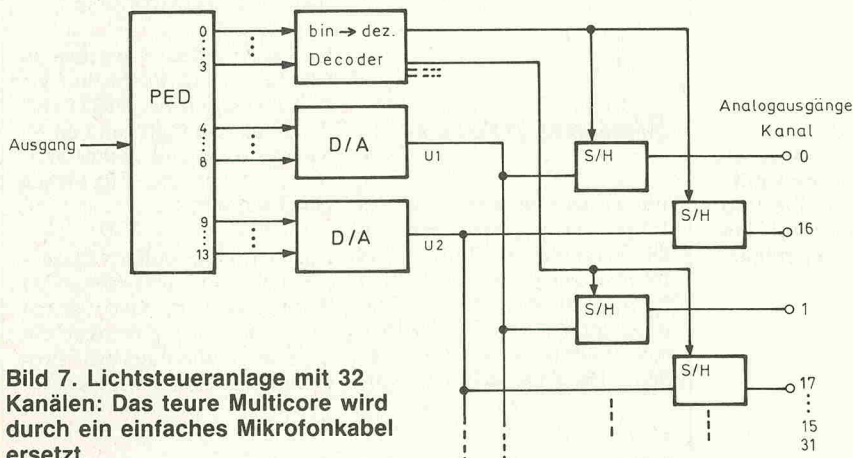 0
3
PED
4
8
9
13
Ausgang
bin → dez.
Decoder
D/A
U1
D/A
U2
S/H
S/H
S/H
S/H
Analogausgänge
Kanal
0
16
1
17
15
31
Bild 7. Lichtsteueranlage mit 32
Kanälen: Das teure Multicore wird
durch ein einfaches Mikrofonkabel
ersetzt